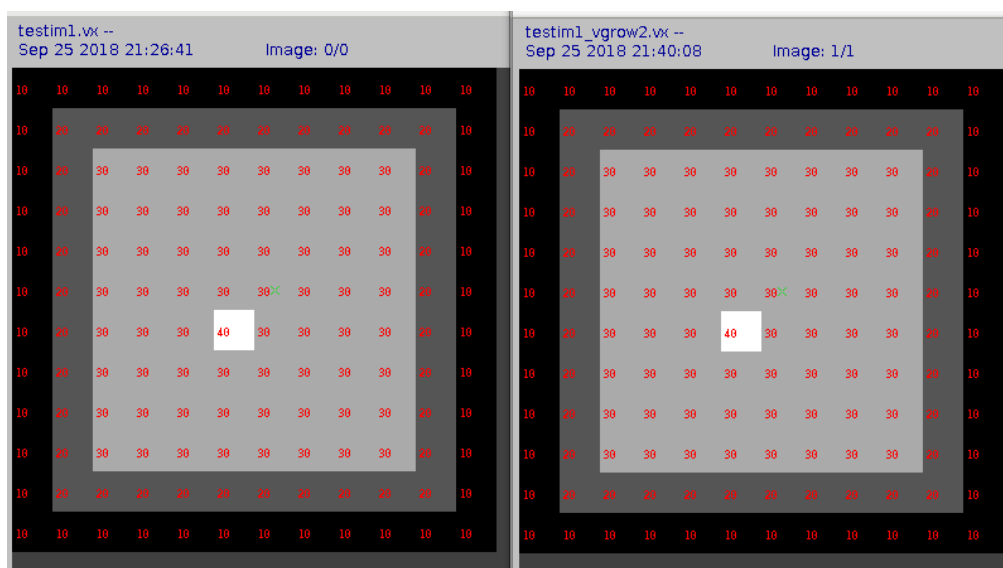 testim1.vx --
Sep 25 2018 21:26:41 Image: 0/0
10 10 10 10 10 10 10 10 10 10 10 10
10 20 20 20 20 20 20 20 20 20 20 10
10 20 30 30 30 30 30 30 30 30 20 10
10 20 30 30 30 30 30 30 30 30 20 10
10 20 30 30 30 30 30 30 30 30 20 10
10 20 30 30 30 30 30 30 30 30 20 10
10 20 30 30 30 40 30 30 30 30 20 10
10 20 30 30 30 30 30 30 30 30 20 10
10 20 30 30 30 30 30 30 30 30 20 10
10 20 30 30 30 30 30 30 30 30 20 10
10 20 20 20 20 20 20 20 20 20 20 10
10 10 10 10 10 10 10 10 10 10 10 10
testim1_vgrow2.vx --
Sep 25 2018 21:40:08 Image: 1/1
10 10 10 10 10 10 10 10 10 10 10 10
10 20 20 20 20 20 20 20 20 20 20 10
10 20 30 30 30 30 30 30 30 30 20 10
10 20 30 30 30 30 30 30 30 30 20 10
10 20 30 30 30 30 30 30 30 30 20 10
10 20 30 30 30 30 30 30 30 30 20 10
10 20 30 30 30 40 30 30 30 30 20 10
10 20 30 30 30 30 30 30 30 30 20 10
10 20 30 30 30 30 30 30 30 30 20 10
10 20 30 30 30 30 30 30 30 30 20 10
10 20 20 20 20 20 20 20 20 20 20 10
10 10 10 10 10 10 10 10 10 10 10 10